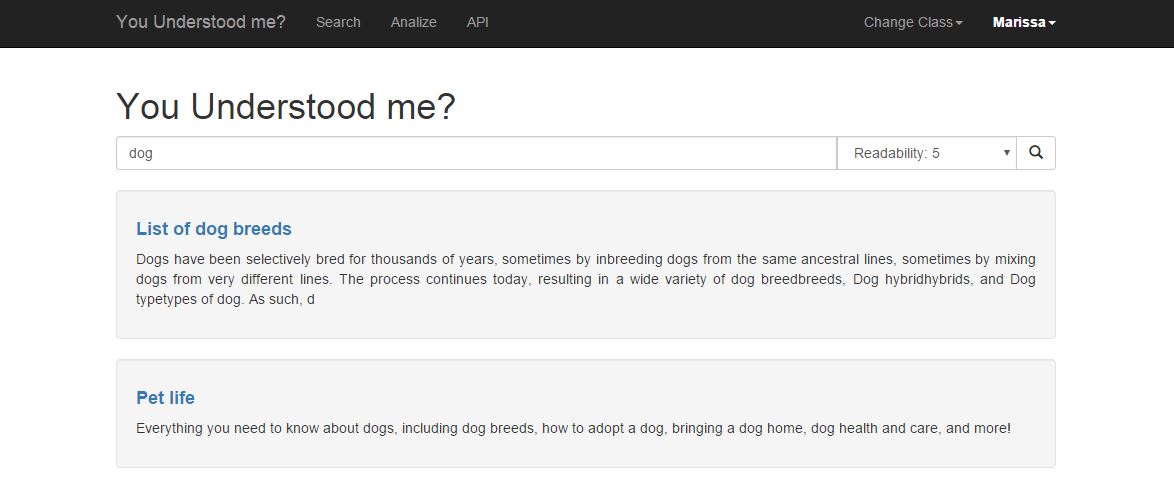 You Understood me? Search Analize API Change Class Marissa
You Understood me?
dog Readability: 5
List of dog breeds
Dogs have been selectively bred for thousands of years, sometimes by inbreeding dogs from the same ancestral lines, sometimes by mixing
dogs from very different lines. The process continues today, resulting in a wide variety of dog breedbreeds, Dog hybridhybrids, and Dog
typetypes of dog. As such, d
Pet life
Everything you need to know about dogs, including dog breeds, how to adopt a dog, bringing a dog home, dog health and care, and more!